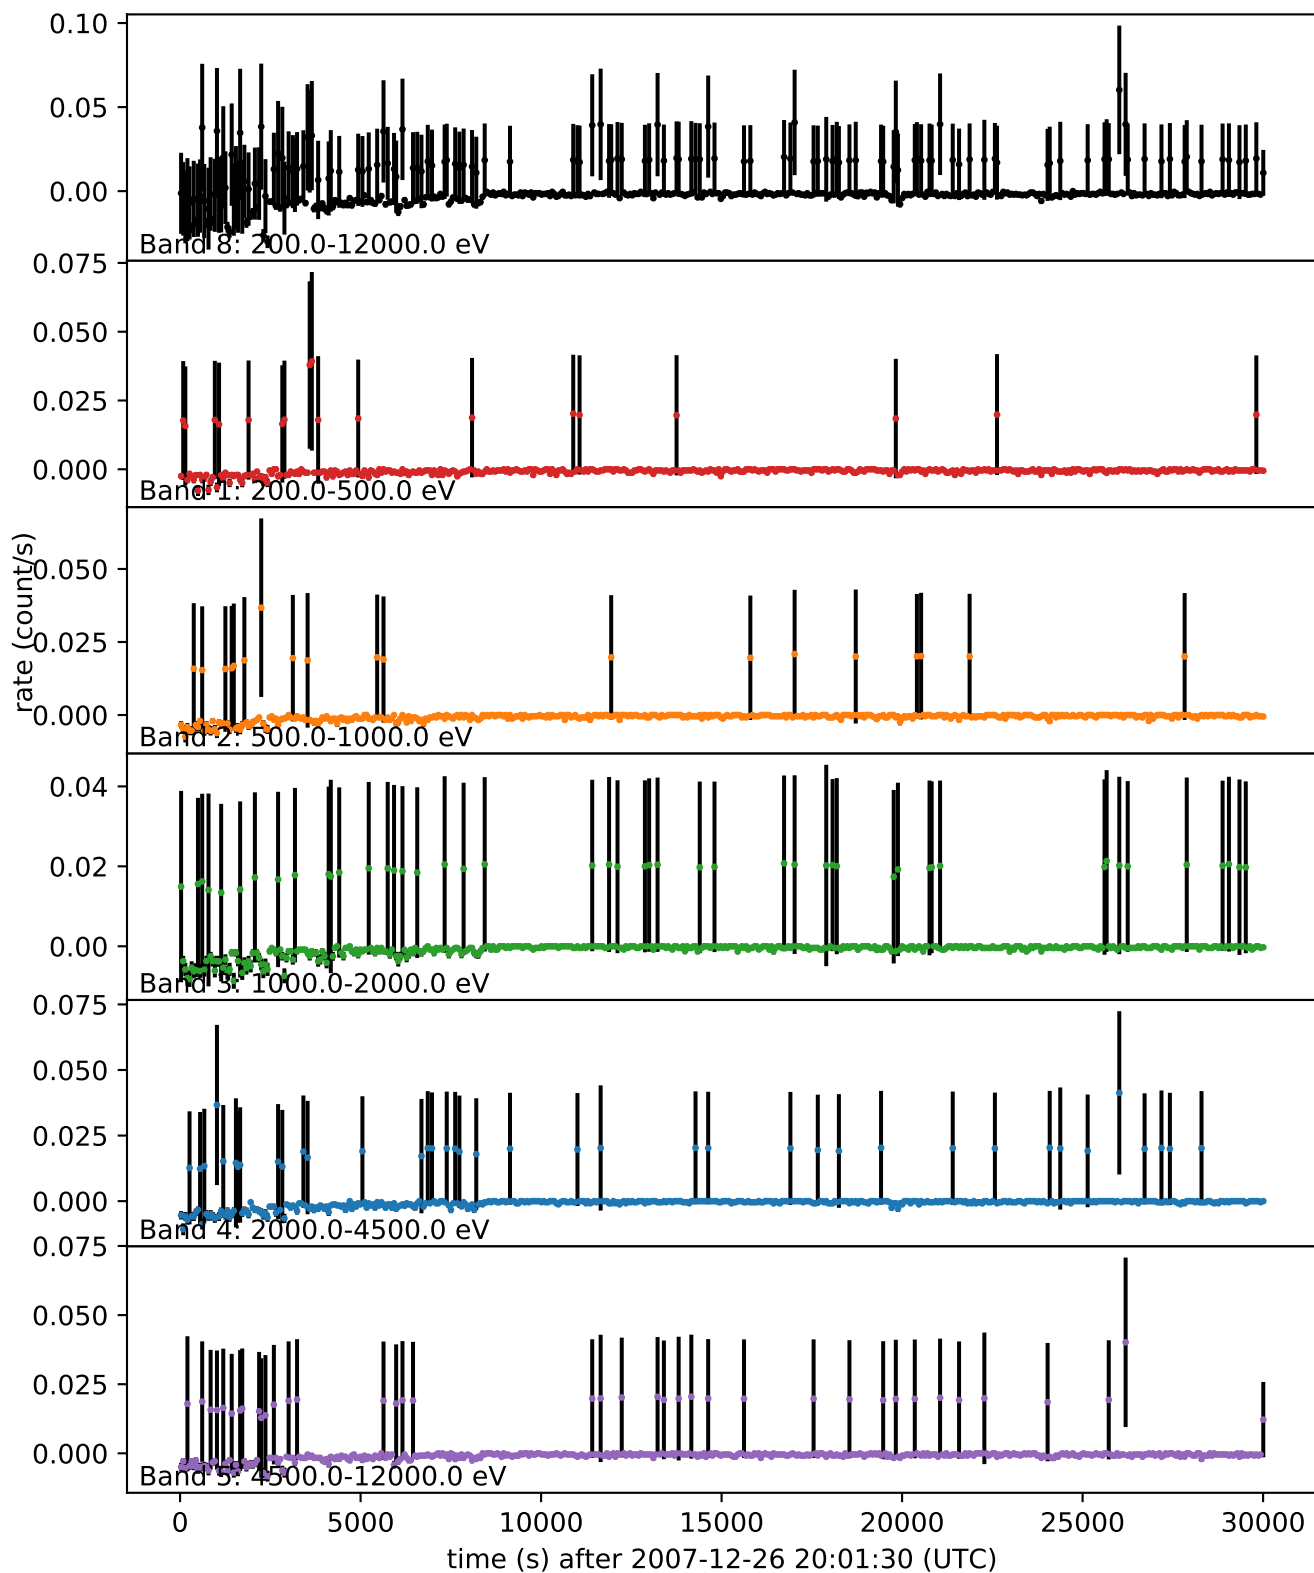 0.10
0.05
0.00
Band 8: 200.0-12000.0 eV
0.075
0.050
0.025
0.000
Band 1: 200.0-500.0 eV
rate (count/s)
0.050
0.025
0.000
Band 2: 500.0-1000.0 eV
0.04
0.02
0.00
Band 3: 1000.0-2000.0 eV
0.075
0.050
0.025
0.000
Band 4: 2000.0-4500.0 eV
0.075
0.050
0.025
0.000
Band 5: 4500.0-12000.0 eV
0 5000 10000 15000 20000 25000 30000
time (s) after 2007-12-26 20:01:30 (UTC)